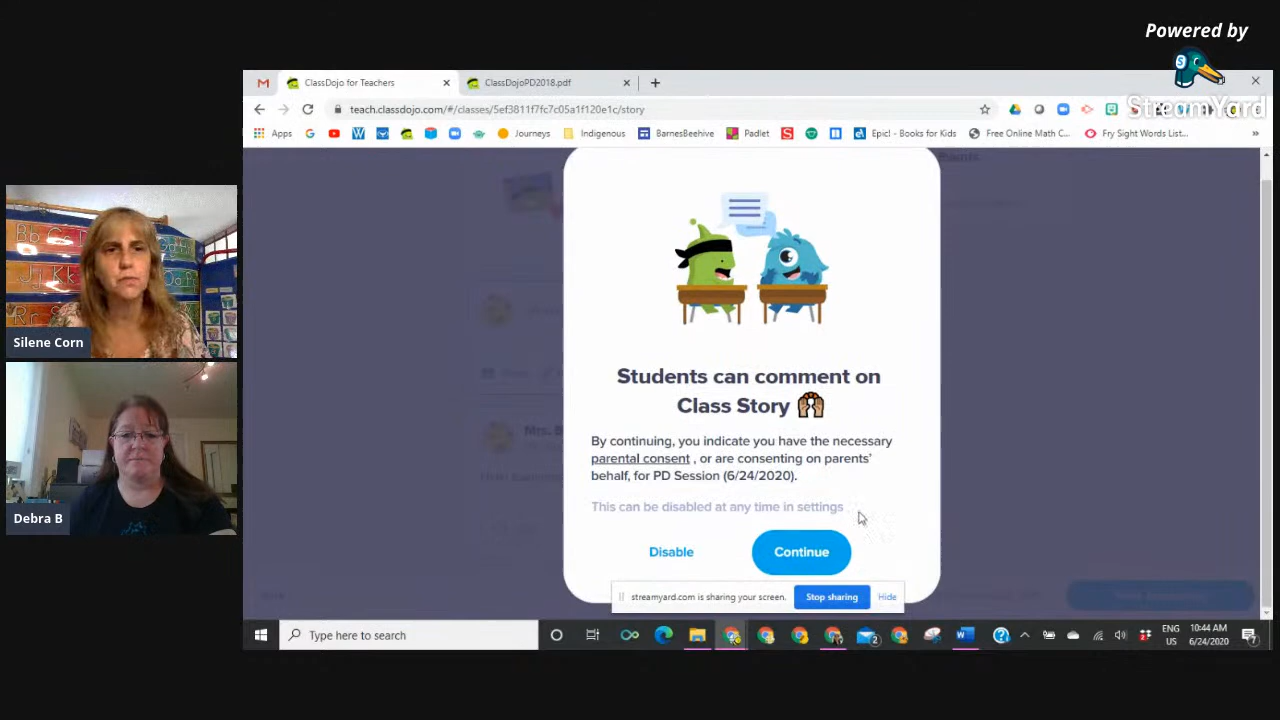 Powered by
StreamYard
ClassDojo for Teachers
ClassDojoPD2018.pdf
teach.classdojo.com/#/classes/5ef3811f7fc7c05a1f120e1c/story
Apps
Journeys
Indigenous
BarnesBeehive
Padlet
Epic! - Books for Kids
Free Online Math C...
Fry Sight Words List...
Students can comment on
Class Story
By continuing, you indicate you have the necessary
parental consent , or are consenting on parents'
behalf, for PD Session (6/24/2020).
This can be disabled at any time in settings
Disable
Continue
streamyard.com is sharing your screen.
Stop sharing
Hide
Type here to search
ENG
US
10:44 AM
6/24/2020
Bb
Jj Kk
Rr
Silene Corn
Debra B